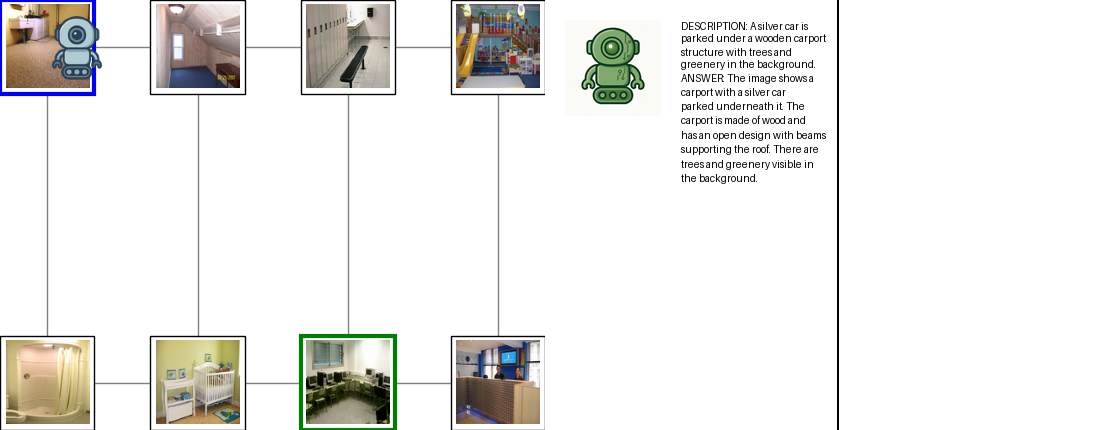 DESCRIPTION: A silver car is
parked under a wooden carport
structure with trees and
greenery in the background.
ANSWER: The image shows a
carport with a silver car
parked underneath it. The
carport is made of wood and
has an open design with beams
supporting the roof. There are
trees and greenery visible in
the background.